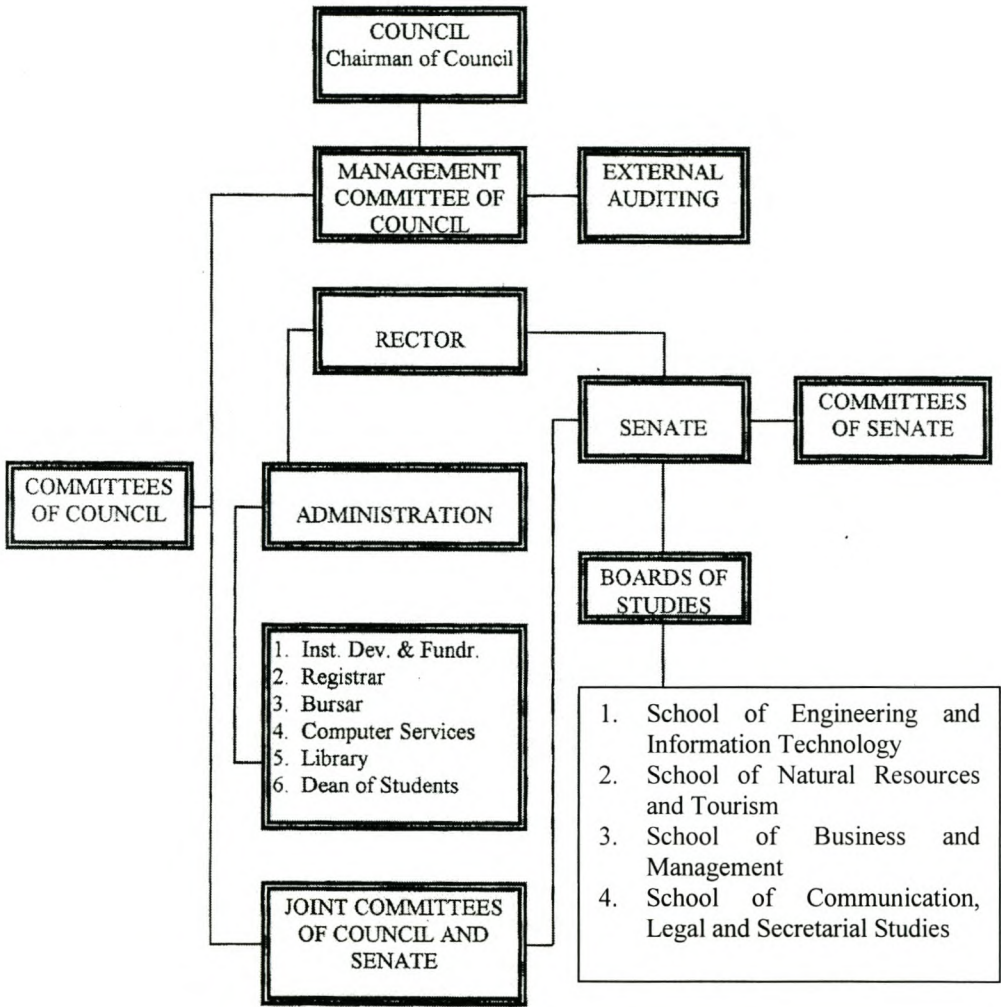 COUNCIL
Chairman of Council
MANAGEMENT
COMMITTEE OF
COUNCIL
EXTERNAL
AUDITING
RECTOR
SENATE
COMMITTEES
OF SENATE
COMMITTEES
OF COUNCIL
ADMINISTRATION
BOARDS OF
STUDIES
1. Inst. Dev. & Fundr.
2. Registrar
3. Bursar
4. Computer Services
5. Library
6. Dean of Students
1. School of Engineering and
Information Technology
2. School of Natural Resources
and Tourism
3. School of Business and
Management
4. School of Communication,
Legal and Secretarial Studies
JOINT COMMITTEES
OF COUNCIL AND
SENATE